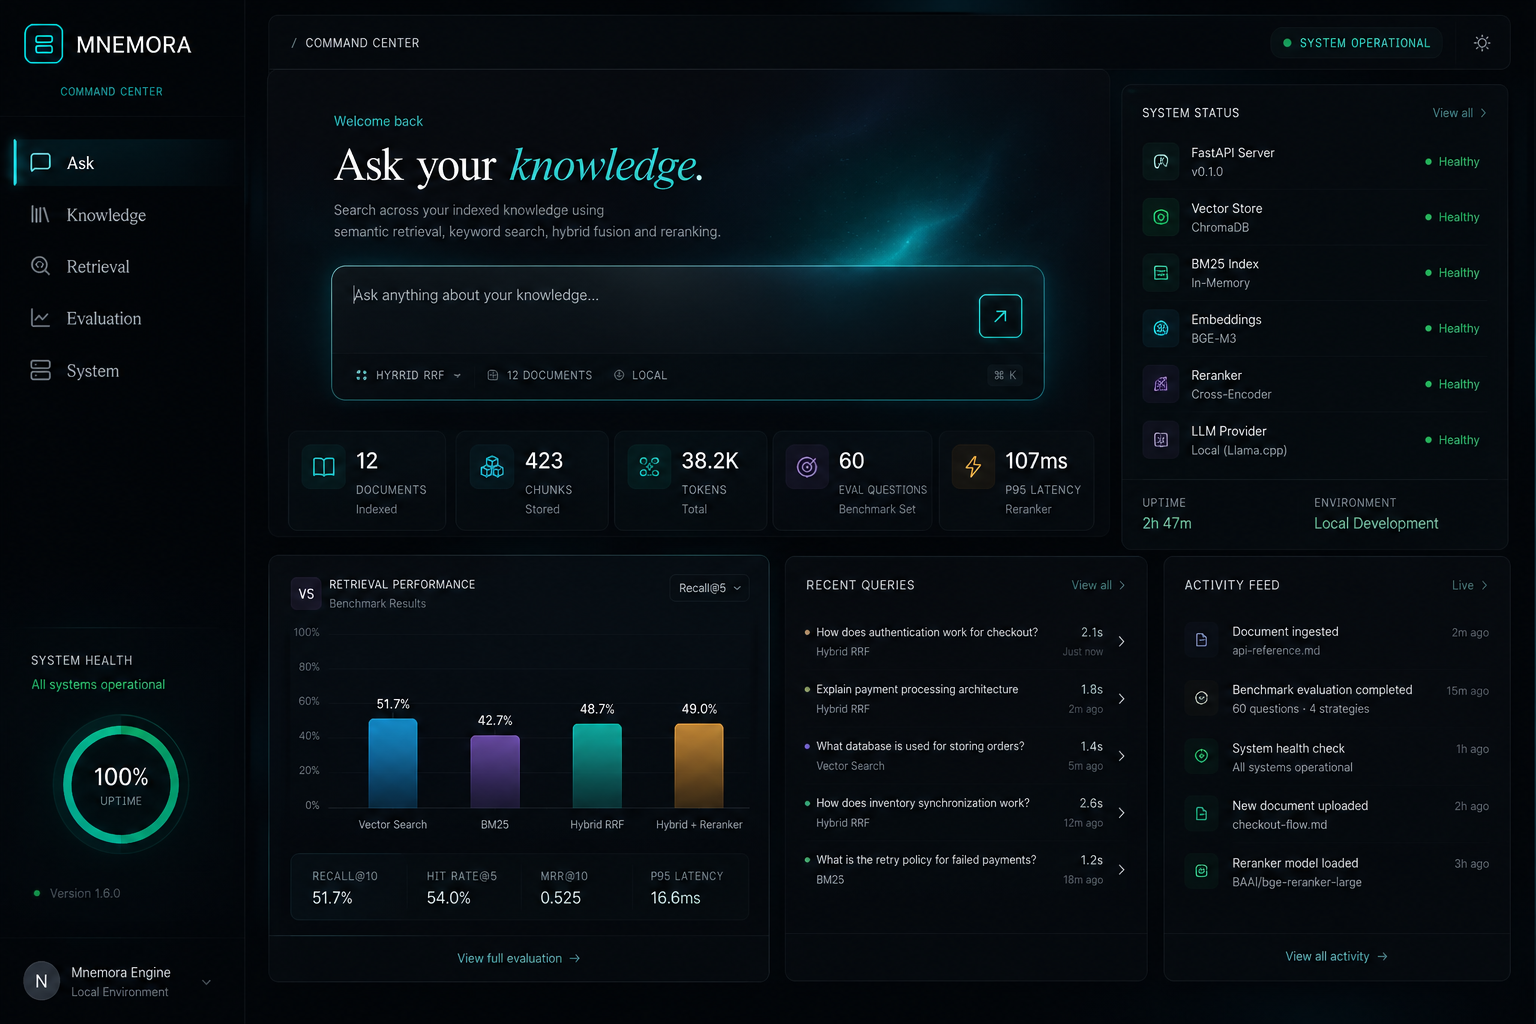 MNEMORA
COMMAND CENTER
Ask
Knowledge
Retrieval
Evaluation
System
SYSTEM HEALTH
All systems operational
100%
UPTIME
Version 1.6.0
N
Mnemora Engine
Local Environment
/ COMMAND CENTER
SYSTEM OPERATIONAL
Welcome back
Ask your knowledge.
Search across your indexed knowledge using
semantic retrieval, keyword search, hybrid fusion and reranking.
Ask anything about your knowledge...
HYRRID RRF
12 DOCUMENTS
LOCAL
⌘ K
12
DOCUMENTS
Indexed
423
CHUNKS
Stored
38.2K
TOKENS
Total
60
EVAL QUESTIONS
Benchmark Set
107ms
P95 LATENCY
Reranker
SYSTEM STATUS
View all
FastAPI Server
v0.1.0
Healthy
Vector Store
ChromaDB
Healthy
BM25 Index
In-Memory
Healthy
Embeddings
BGE-M3
Healthy
Reranker
Cross-Encoder
Healthy
LLM Provider
Local (Llama.cpp)
Healthy
UPTIME
2h 47m
ENVIRONMENT
Local Development
VS
RETRIEVAL PERFORMANCE
Benchmark Results
Recall@5
100%
80%
60%
40%
20%
0%
51.7%
42.7%
48.7%
49.0%
Vector Search
BM25
Hybrid RRF
Hybrid + Reranker
RECALL@10
51.7%
HIT RATE@5
54.0%
MRR@10
0.525
P95 LATENCY
16.6ms
View full evaluation →
RECENT QUERIES
View all
How does authentication work for checkout?
2.1s
Hybrid RRF
Just now
Explain payment processing architecture
1.8s
Hybrid RRF
2m ago
What database is used for storing orders?
1.4s
Vector Search
5m ago
How does inventory synchronization work?
2.6s
Hybrid RRF
12m ago
What is the retry policy for failed payments?
1.2s
BM25
18m ago
ACTIVITY FEED
Live
Document ingested
2m ago
api-reference.md
Benchmark evaluation completed
15m ago
60 questions · 4 strategies
System health check
1h ago
All systems operational
New document uploaded
2h ago
checkout-flow.md
Reranker model loaded
3h ago
BAAI/bge-reranker-large
View all activity →